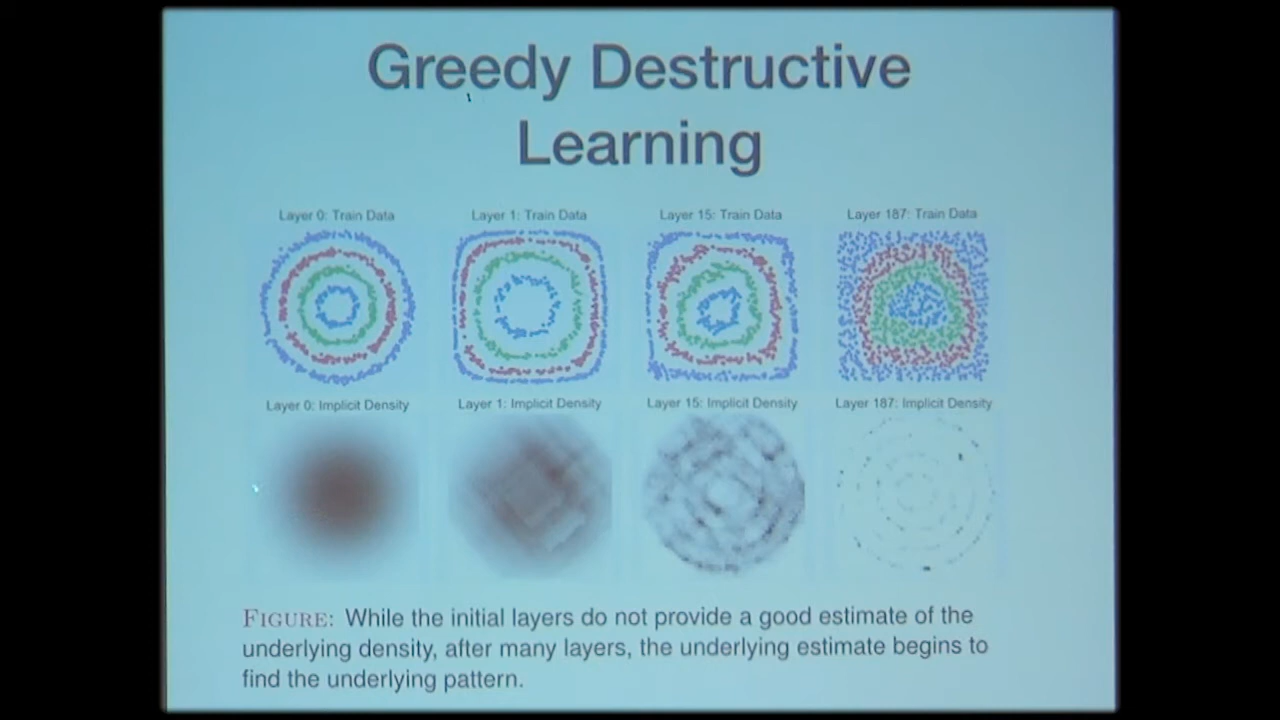 Greedy Destructive
Learning
Layer 0: Train Data
Layer 1: Train Data
Layer 15: Train Data
Layer 187: Train Data
Layer 0: Implicit Density
Layer 1: Implicit Density
Layer 15: Implicit Density
Layer 187: Implicit Density
FIGURE: While the initial layers do not provide a good estimate of the
underlying density, after many layers, the underlying estimate begins to
find the underlying pattern.